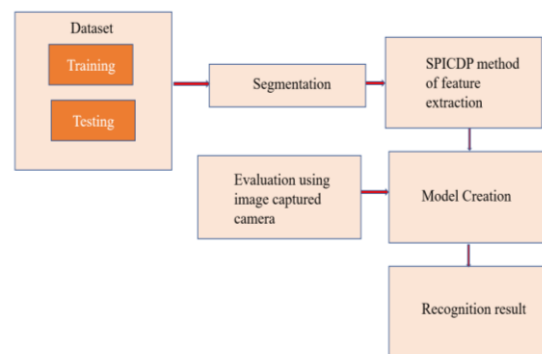 Dataset
Training
Testing
Segmentation
SPICDP method
of feature
extraction
Evaluation using
image captured
camera
Model Creation
Recognition result